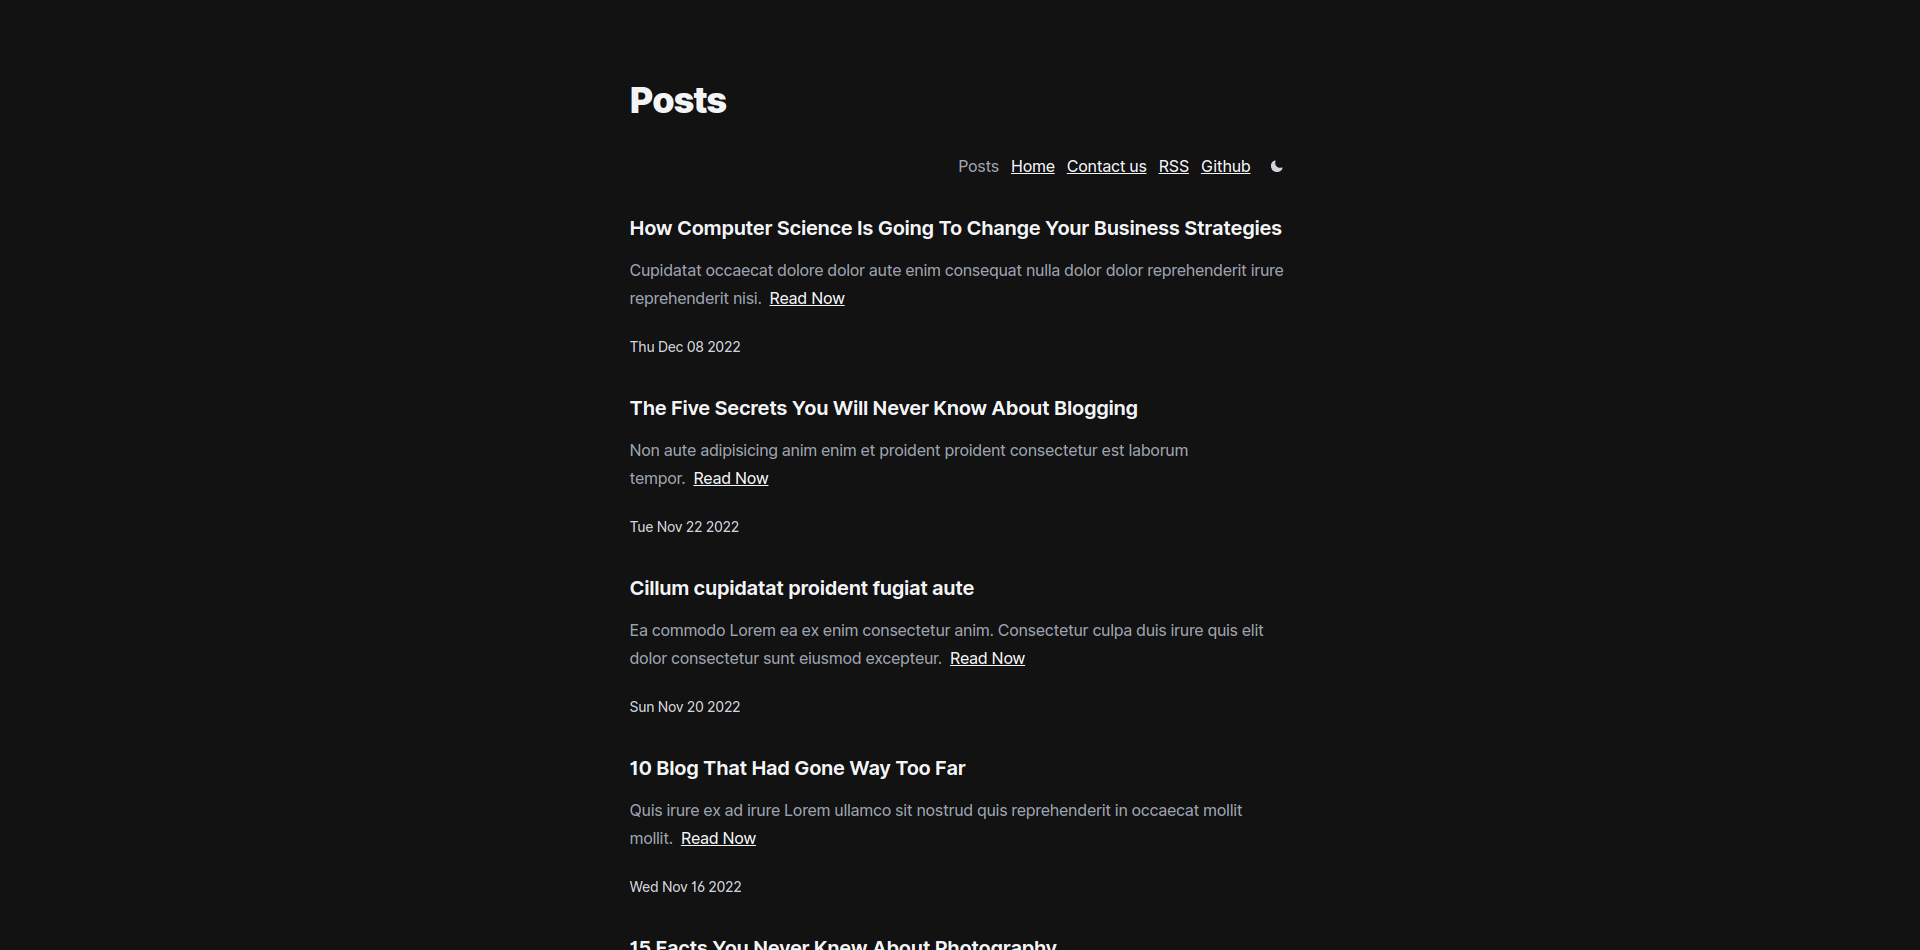 Posts
Posts Home Contact us RSS Github
How Computer Science Is Going To Change Your Business Strategies
Cupidatat occaecat dolore dolor aute enim consequat nulla dolor dolor reprehenderit irure
reprehenderit nisi. Read Now
Thu Dec 08 2022
The Five Secrets You Will Never Know About Blogging
Non aute adipisicing anim enim et proident proident consectetur est laborum
tempor. Read Now
Tue Nov 22 2022
Cillum cupidatat proident fugiat aute
Ea commodo Lorem ea ex enim consectetur anim. Consectetur culpa duis irure quis elit
dolor consectetur sunt eiusmod excepteur. Read Now
Sun Nov 20 2022
10 Blog That Had Gone Way Too Far
Quis irure ex ad irure Lorem ullamco sit nostrud quis reprehenderit in occaecat mollit
mollit. Read Now
Wed Nov 16 2022
15 Facts You Never Knew About Photography